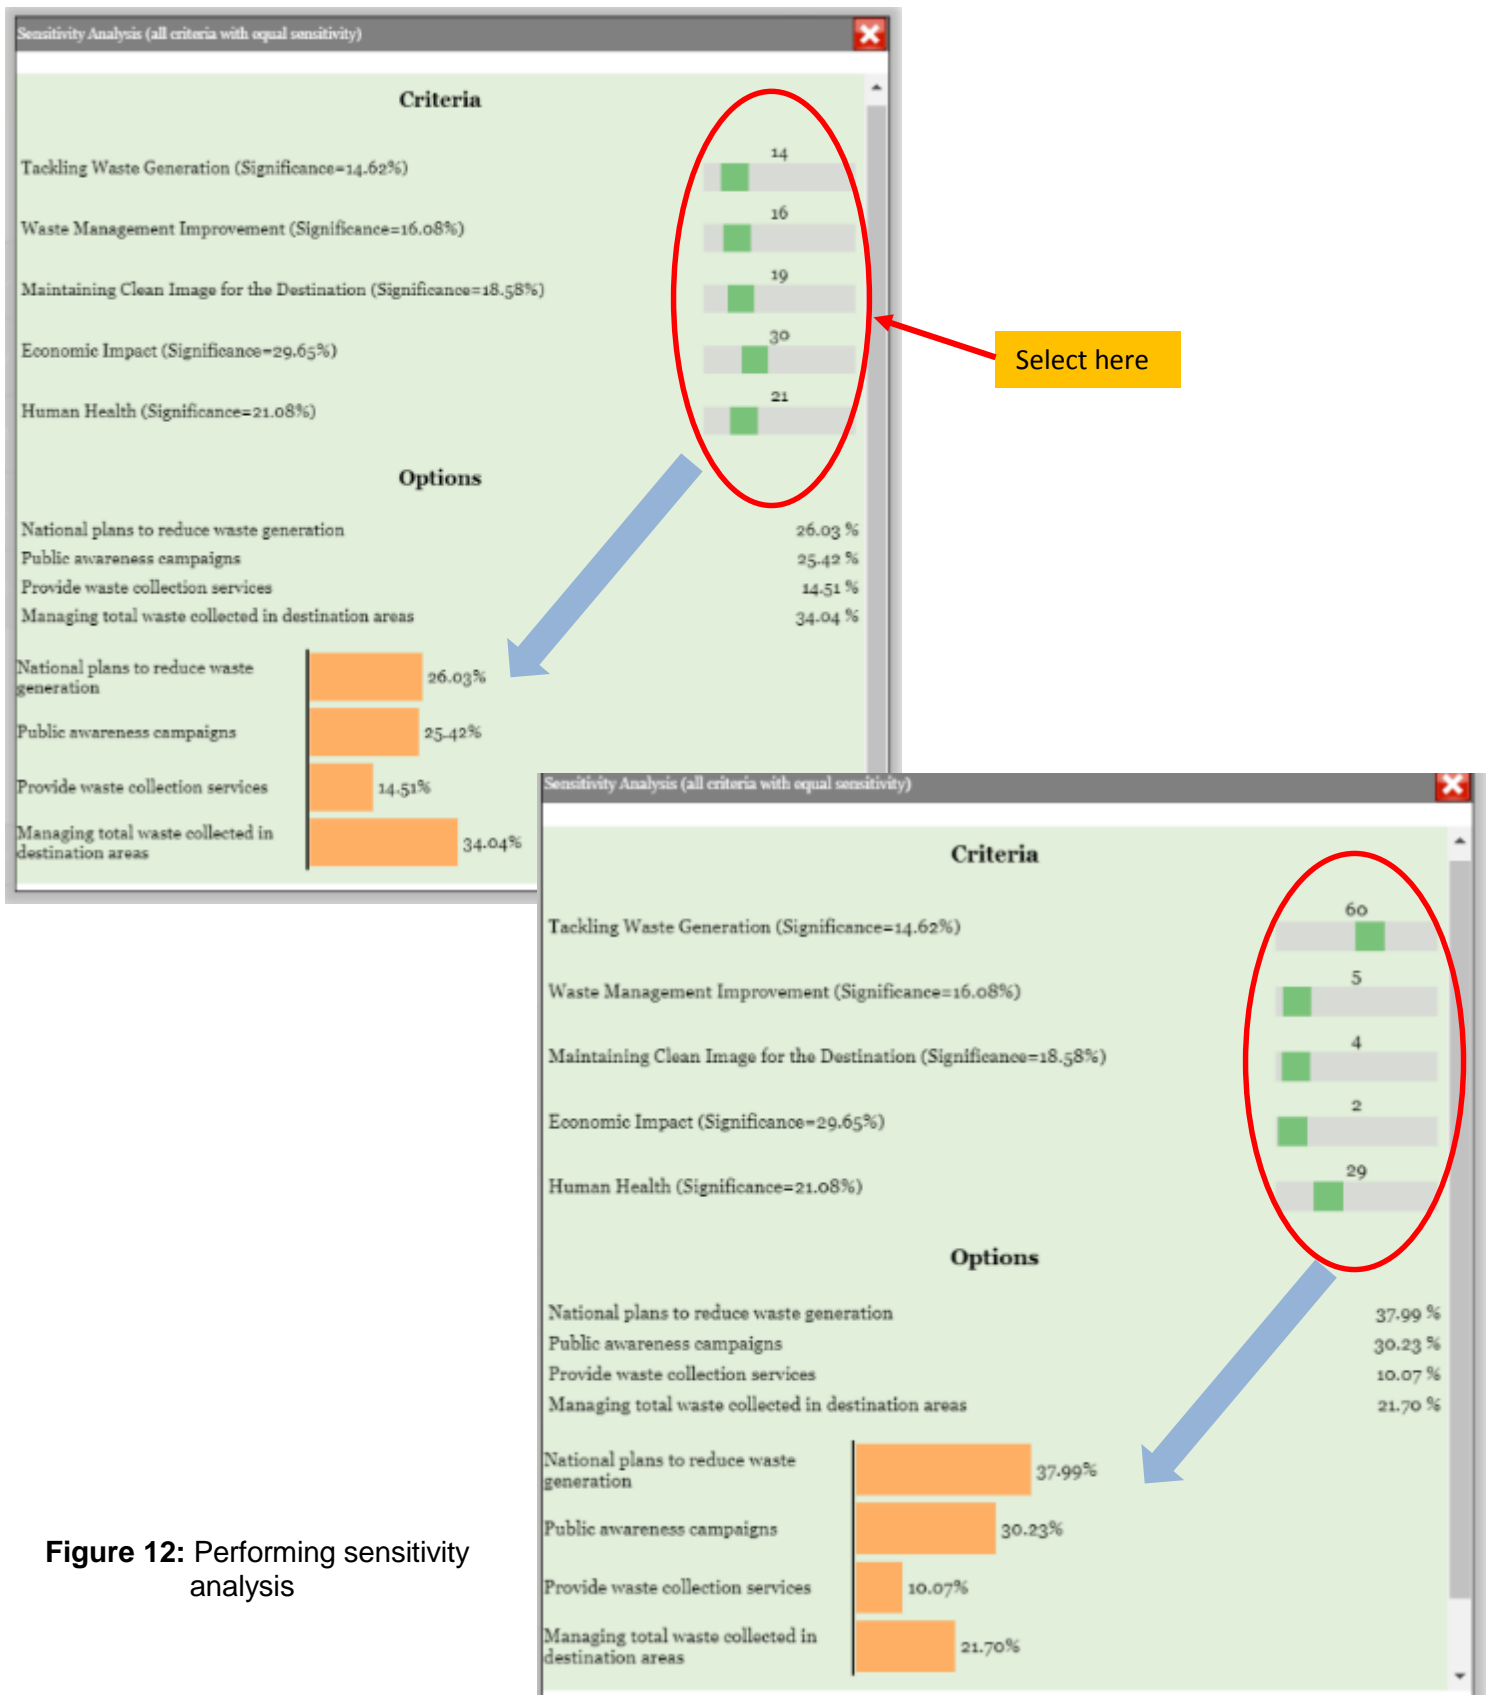 Sensitivity Analysis (all criteria with equal sensitivity)
Criteria
Tackling Waste Generation (Significance=14.62%)
14
Waste Management Improvement (Significance=16.08%)
16
Maintaining Clean Image for the Destination (Significance=18.58%)
19
Economic Impact (Significance=29.65%)
30
Human Health (Significance=21.08%)
21
Select here
Options
National plans to reduce waste generation 26.03 %
Public awareness campaigns 25.42 %
Provide waste collection services 14.51 %
Managing total waste collected in destination areas 34.04 %
National plans to reduce waste
generation
26.03%
Public awareness campaigns 25.42%
Provide waste collection services 14.51%
Managing total waste collected in
destination areas
34.04%
Sensitivity Analysis (all criteria with equal sensitivity)
Criteria
Tackling Waste Generation (Significance=14.62%)
60
Waste Management Improvement (Significance=16.08%)
5
Maintaining Clean Image for the Destination (Significance=18.58%)
4
Economic Impact (Significance=29.65%)
2
Human Health (Significance=21.08%)
29
Options
National plans to reduce waste generation 37.99 %
Public awareness campaigns 30.23 %
Provide waste collection services 10.07 %
Managing total waste collected in destination areas 21.70 %
National plans to reduce waste
generation
37.99%
Public awareness campaigns 30.23%
Provide waste collection services 10.07%
Managing total waste collected in
destination areas
21.70%
Figure 12: Performing sensitivity
analysis